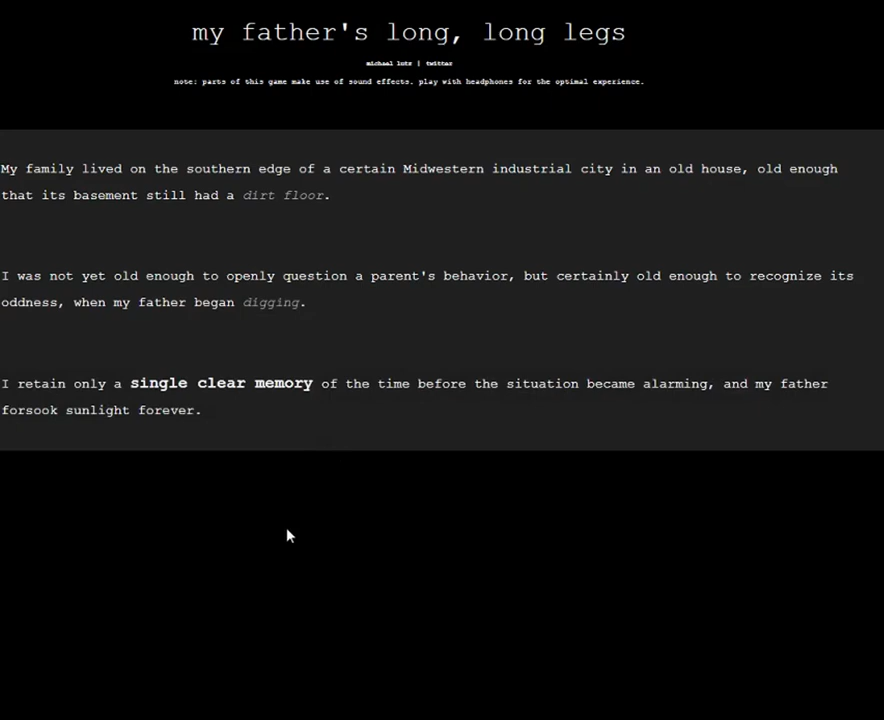 my father's long, long legs
michael lutz | twitter
note: parts of this game make use of sound effects. play with headphones for the optimal experience.
My family lived on the southern edge of a certain Midwestern industrial city in an old house, old enough
that its basement still had a dirt floor.
I was not yet old enough to openly question a parent's behavior, but certainly old enough to recognize its
oddness, when my father began digging.
I retain only a single clear memory of the time before the situation became alarming, and my father
forsook sunlight forever.